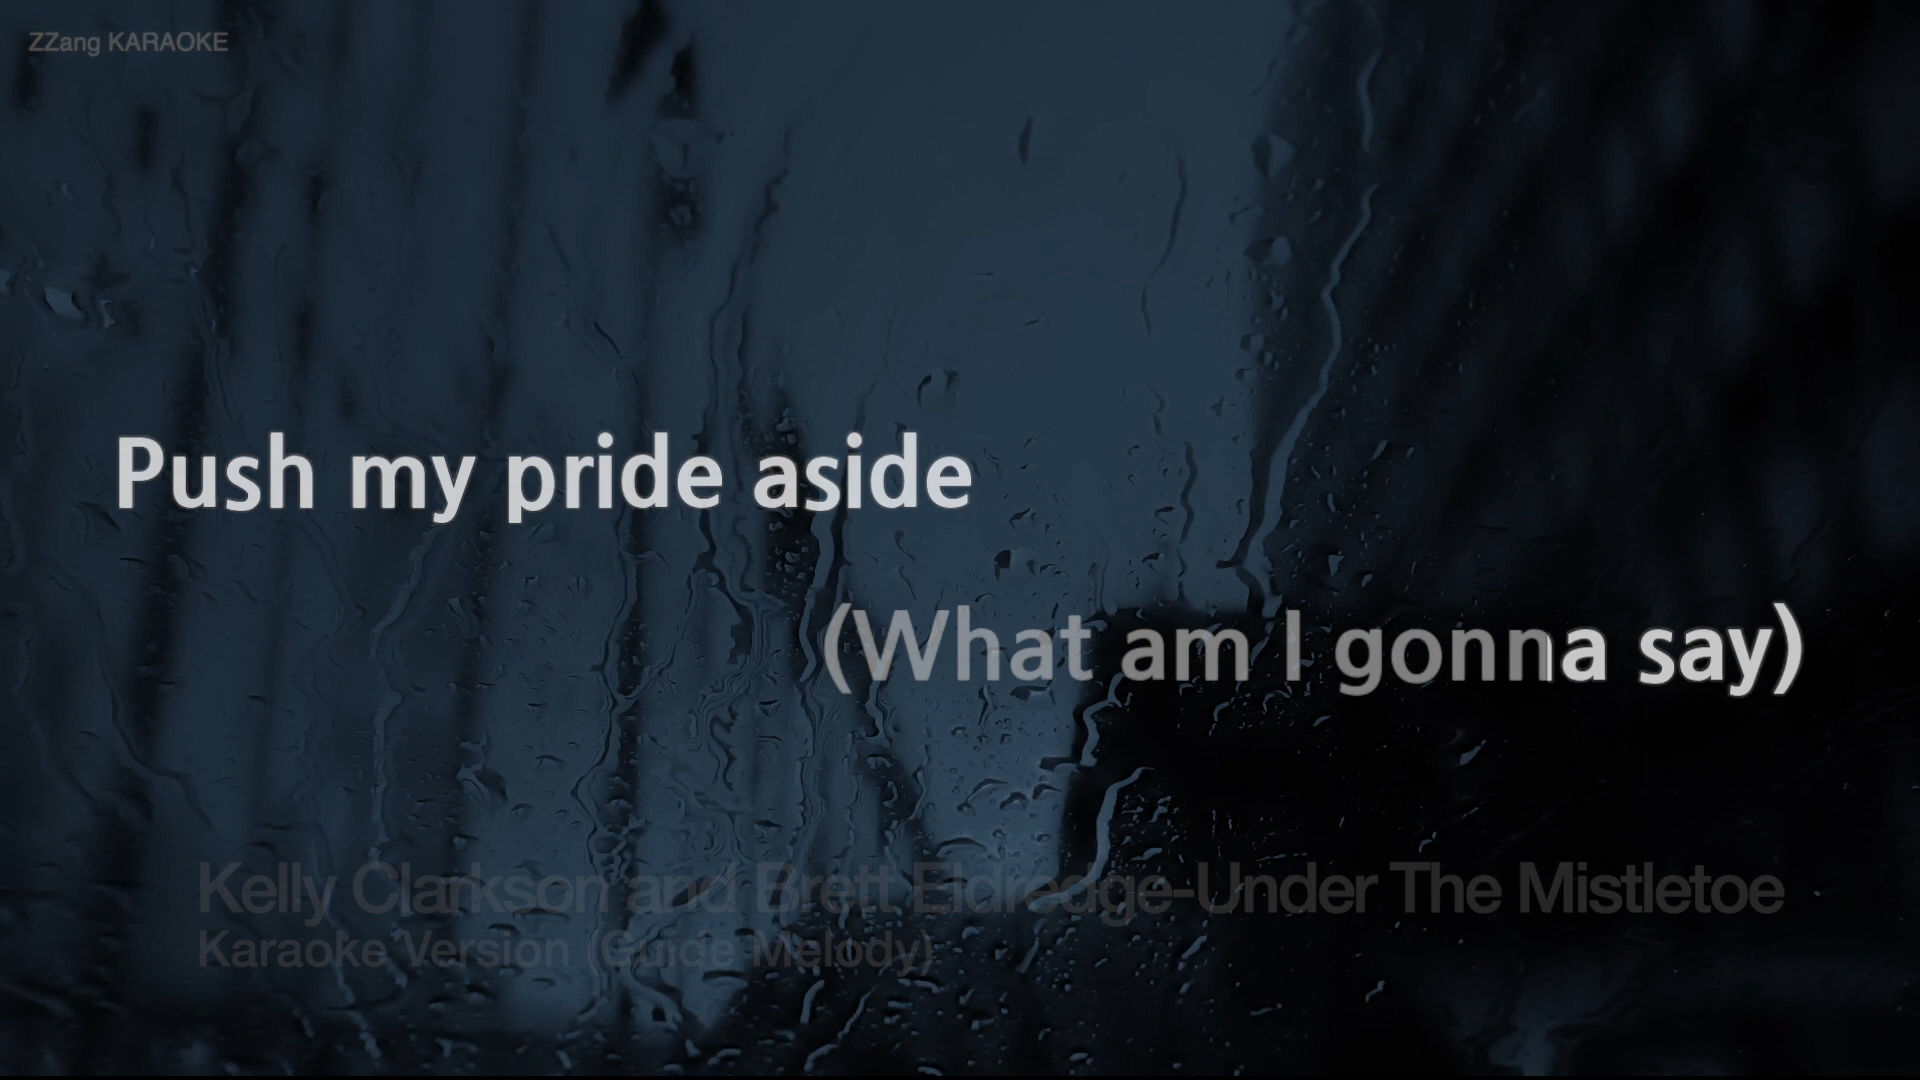 ZZang KARAOKE
Push my pride aside
(What am I gonna say)
Kelly Clarkson and Brett Eldredge-Under The Mistletoe
Karaoke Version (Guide Melody)